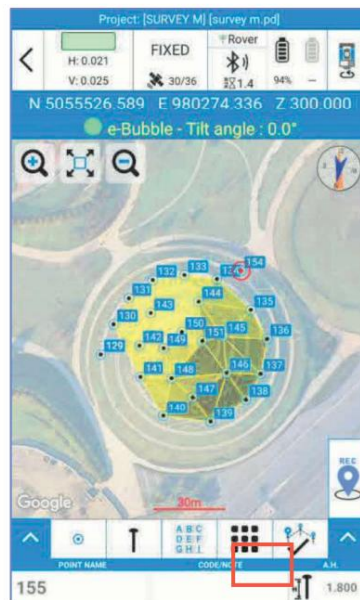 Project: [SURVEY M] [survey m.pd]
H: 0.021
V: 0.025
FIXED
30/36
Rover
1.4
94%
--
N 5055526.589 E 980274.336 Z 300.000
e-Bubble - Tilt angle : 0.0°
154
133
132
134
131
144
143
135
130
150
145
136
142
149
151
129
146
137
141
148
147
138
140
139
REC
Google
30m
A B C
D E F
G H I
POINT NAME
CODE/NOTE
A.H.
155
1.800